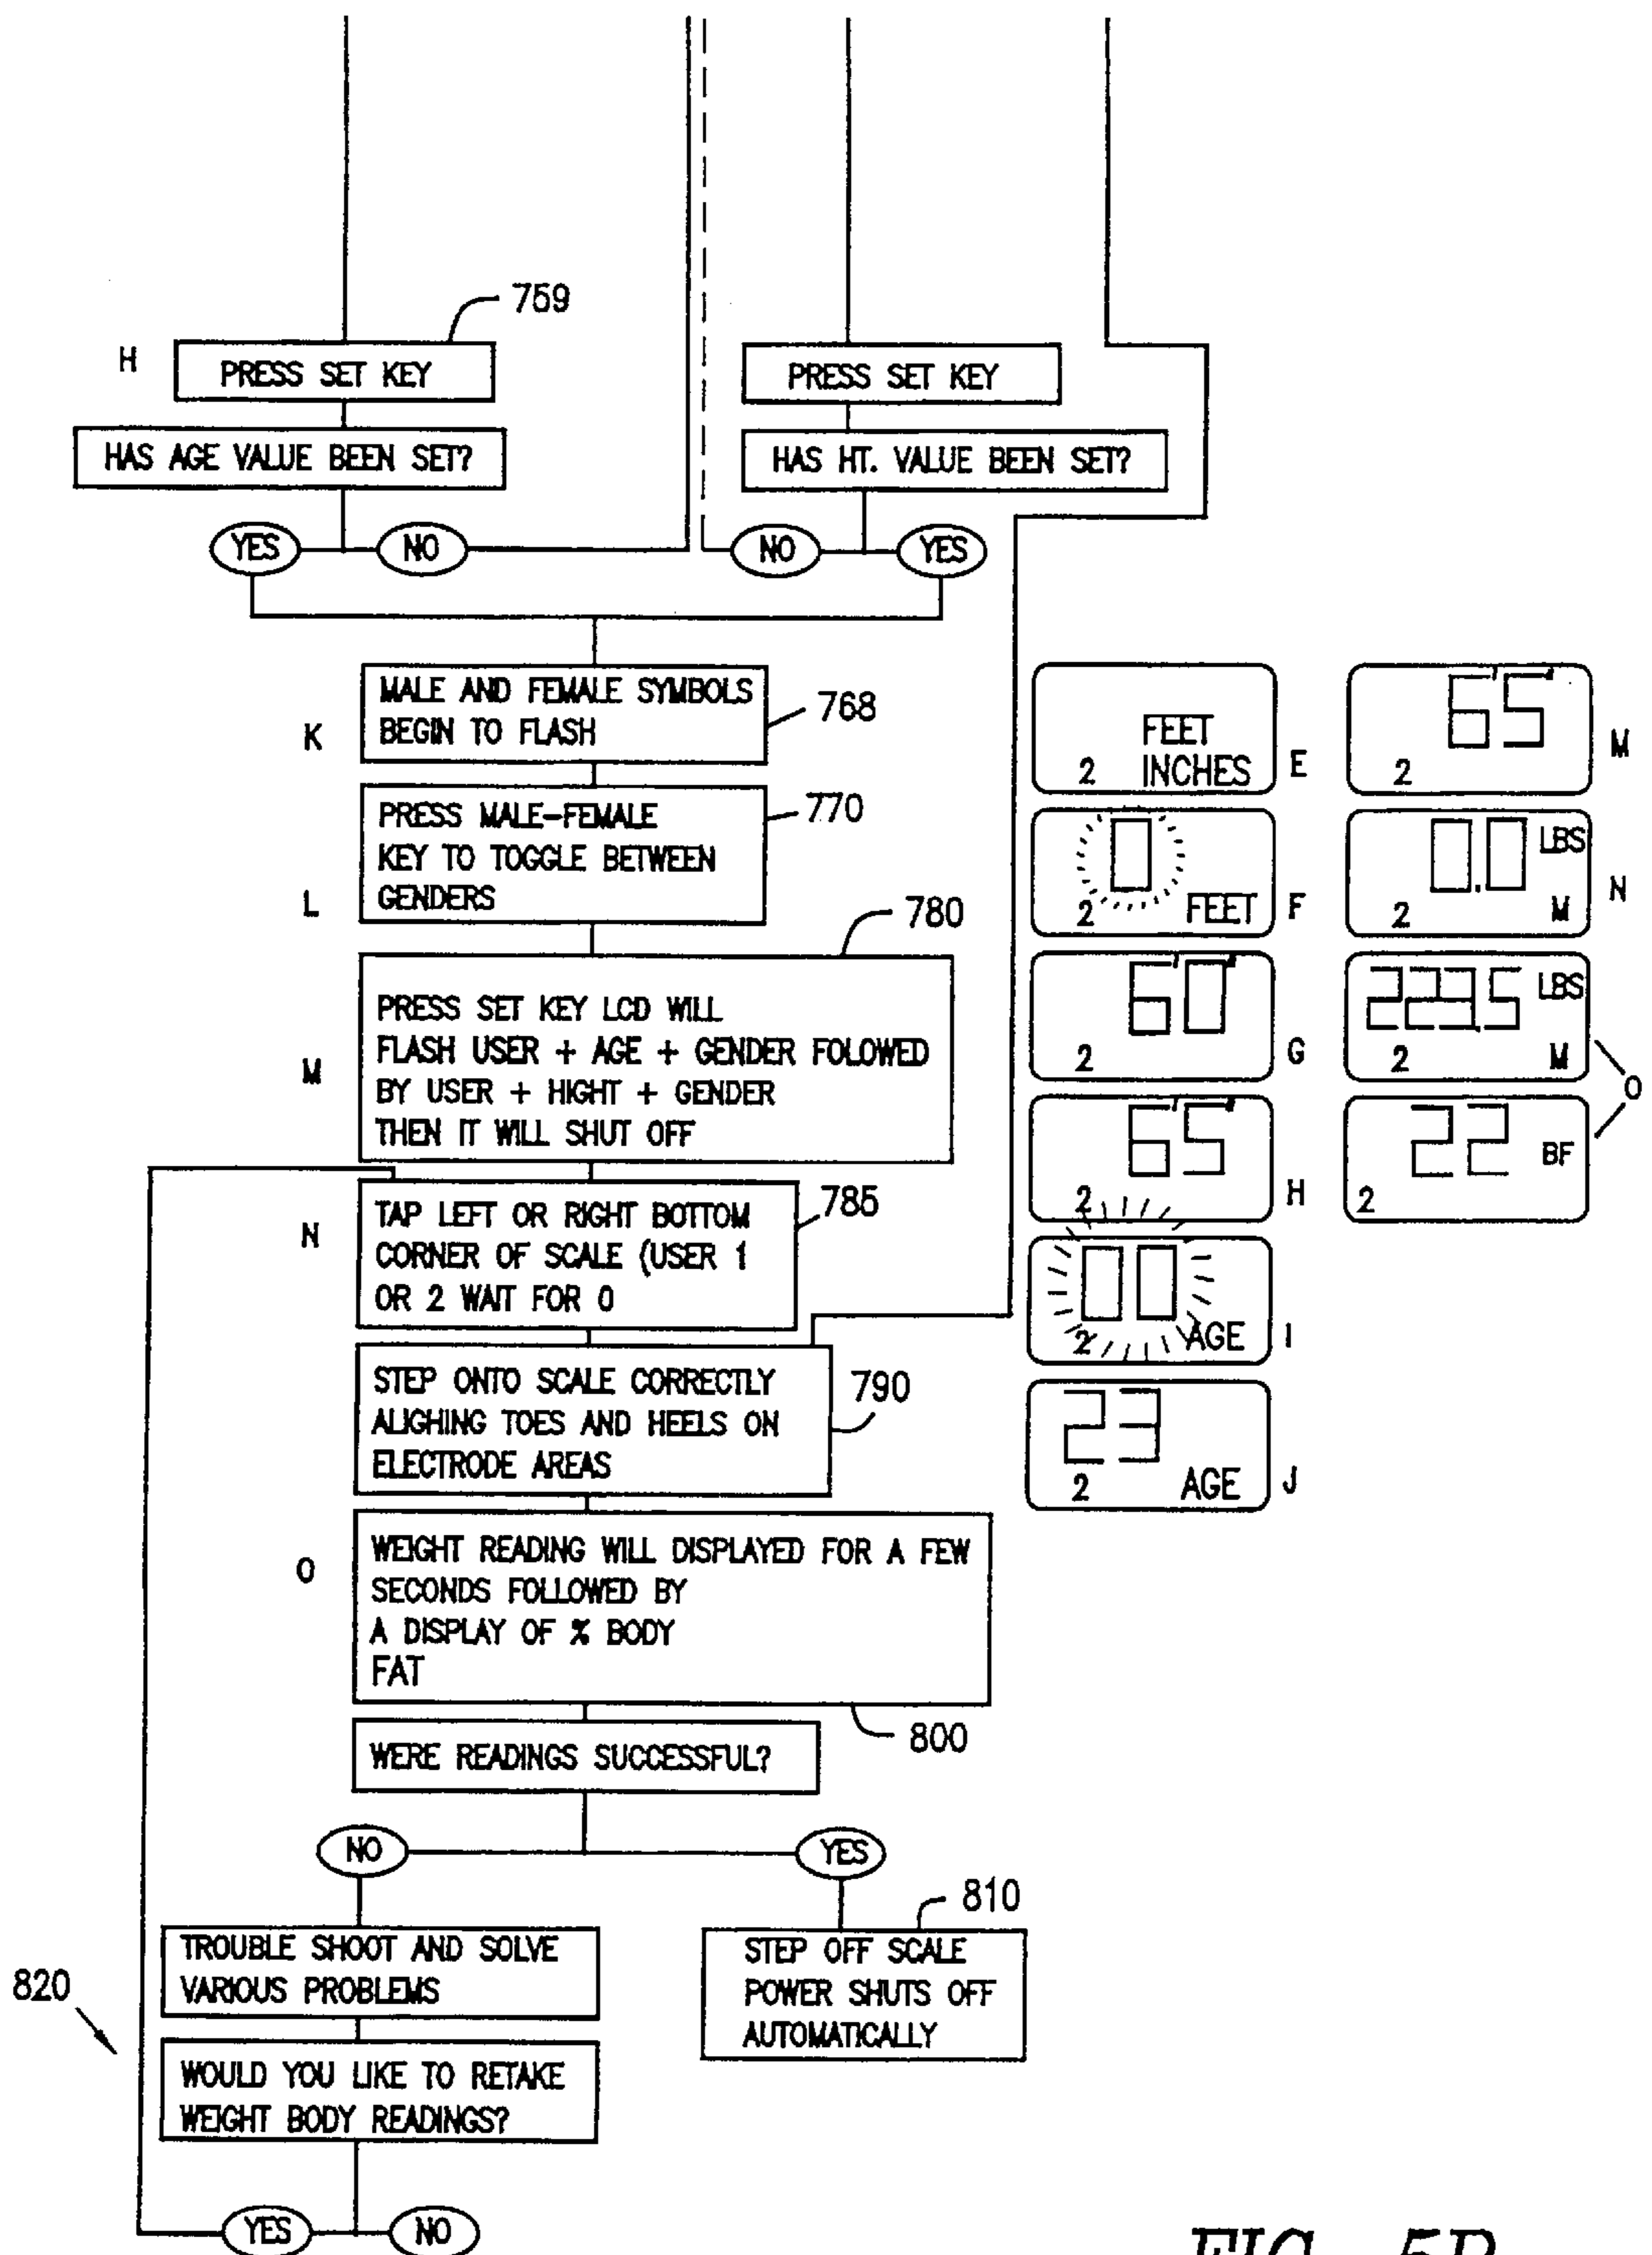 759
H
PRESS SET KEY
PRESS SET KEY
HAS AGE VALUE BEEN SET?
HAS HT. VALUE BEEN SET?
YES
NO
NO
YES
K
MALE AND FEMALE SYMBOLS
BEGIN TO FLASH
768
L
PRESS MALE-FEMALE
KEY TO TOGGLE BETWEEN
GENDERS
770
780
M
PRESS SET KEY LCD WILL
FLASH USER + AGE + GENDER FOLOWED
BY USER + HIGHT + GENDER
THEN IT WILL SHUT OFF
N
TAP LEFT OR RIGHT BOTTOM
CORNER OF SCALE (USER 1
OR 2 WAIT FOR 0
785
STEP ONTO SCALE CORRECTLY
ALIGHING TOES AND HEELS ON
ELECTRODE AREAS
790
O
WEIGHT READING WILL DISPLAYED FOR A FEW
SECONDS FOLLOWED BY
A DISPLAY OF % BODY
FAT
800
WERE READINGS SUCCESSFUL?
NO
YES
810
TROUBLE SHOOT AND SOLVE
VARIOUS PROBLEMS
STEP OFF SCALE
POWER SHUTS OFF
AUTOMATICALLY
820
WOULD YOU LIKE TO RETAKE
WEIGHT BODY READINGS?
YES
NO
FEET
2 INCHES
E
0
2 FEET
F
6'0"
2
G
6'5"
2
H
00
2 AGE
I
23
2 AGE
J
6'5"
2
M
0.0 LBS
2 M
N
223.5 LBS
2 M
O
22 BF
2
FIG. 5B